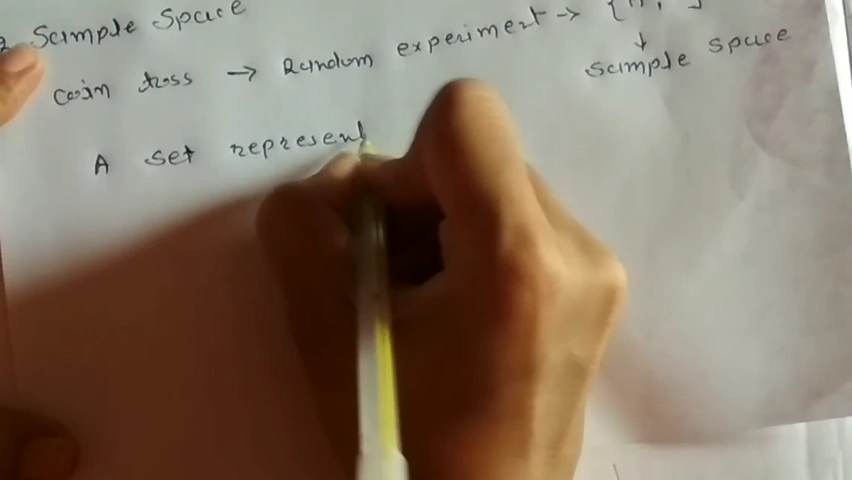 Sample Space
Coin toss → Random experiment → {
↓
sample space
A set represent